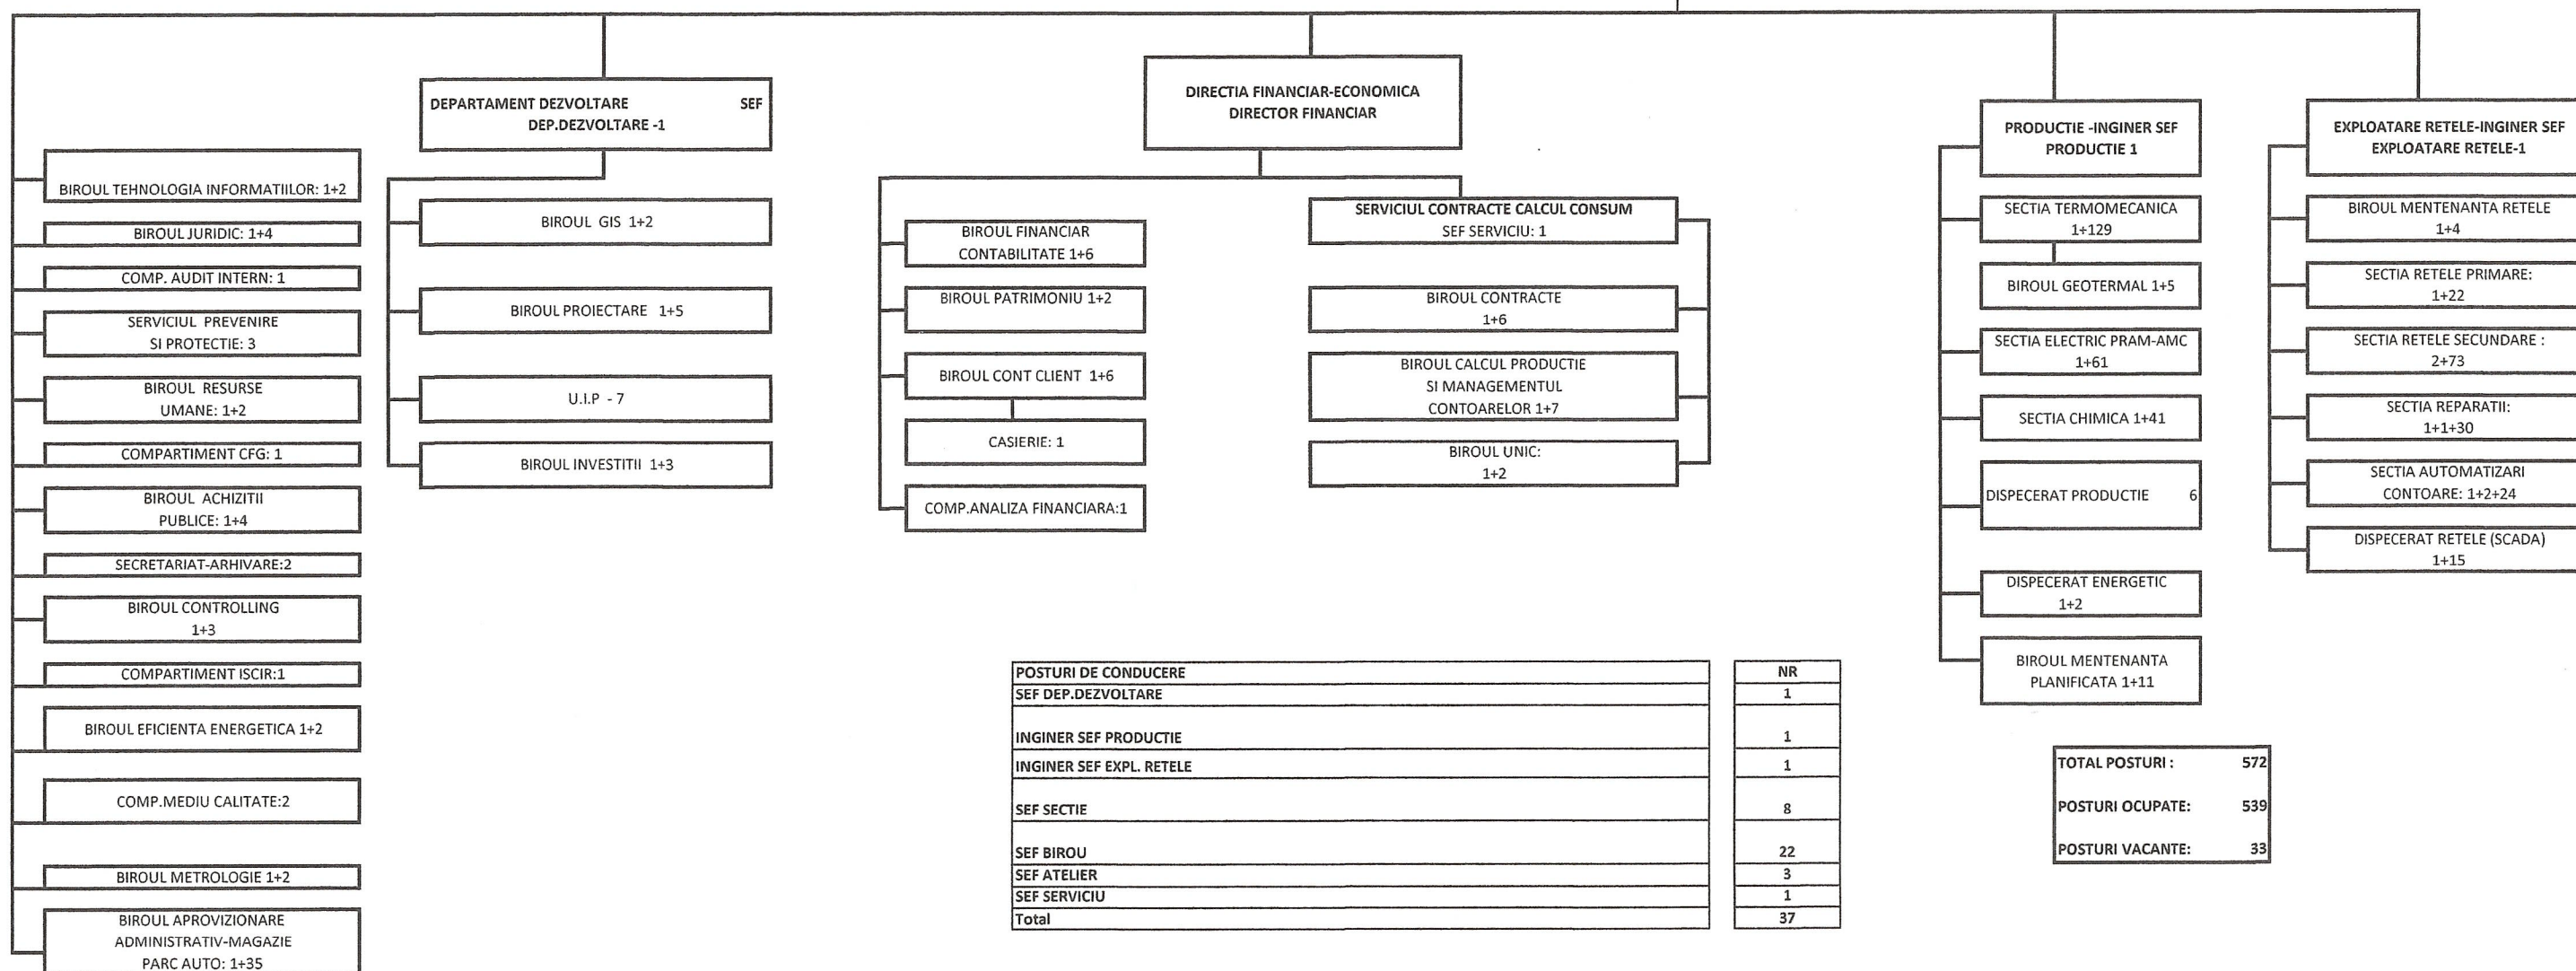 BIROUL TEHNOLOGIA INFORMATIILOR: 1+2
BIROUL JURIDIC: 1+4
COMP. AUDIT INTERN: 1
SERVICIUL PREVENIRE
SI PROTECTIE: 3
BIROUL RESURSE
UMANE: 1+2
COMPARTIMENT CFG: 1
BIROUL ACHIZITII
PUBLICE: 1+4
SECRETARIAT-ARHIVARE:2
BIROUL CONTROLLING
1+3
COMPARTIMENT ISCIR:1
BIROUL EFICIENTA ENERGETICA 1+2
COMP.MEDIU CALITATE:2
BIROUL METROLOGIE 1+2
BIROUL APROVIZIONARE
ADMINISTRATIV-MAGAZIE
PARC AUTO: 1+35
DEPARTAMENT DEZVOLTARE SEF
DEP.DEZVOLTARE -1
BIROUL GIS 1+2
BIROUL PROIECTARE 1+5
U.I.P - 7
BIROUL INVESTITII 1+3
DIRECTIA FINANCIAR-ECONOMICA
DIRECTOR FINANCIAR
BIROUL FINANCIAR
CONTABILITATE 1+6
BIROUL PATRIMONIU 1+2
BIROUL CONT CLIENT 1+6
CASIERIE: 1
COMP.ANALIZA FINANCIARA:1
SERVICIUL CONTRACTE CALCUL CONSUM
SEF SERVICIU: 1
BIROUL CONTRACTE
1+6
BIROUL CALCUL PRODUCTIE
SI MANAGEMENTUL
CONTOARELOR 1+7
BIROUL UNIC:
1+2
PRODUCTIE -INGINER SEF
PRODUCTIE 1
SECTIA TERMOMECANICA
1+129
BIROUL GEOTERMAL 1+5
SECTIA ELECTRIC PRAM-AMC
1+61
SECTIA CHIMICA 1+41
DISPECERAT PRODUCTIE 6
DISPECERAT ENERGETIC
1+2
BIROUL MENTENANTA
PLANIFICATA 1+11
EXPLOATARE RETELE-INGINER SEF
EXPLOATARE RETELE-1
BIROUL MENTENANTA RETELE
1+4
SECTIA RETELE PRIMARE:
1+22
SECTIA RETELE SECUNDARE :
2+73
SECTIA REPARATII:
1+1+30
SECTIA AUTOMATIZARI
CONTOARE: 1+2+24
DISPECERAT RETELE (SCADA)
1+15
POSTURI DE CONDUCERE NR
SEF DEP.DEZVOLTARE 1
INGINER SEF PRODUCTIE 1
INGINER SEF EXPL. RETELE 1
SEF SECTIE 8
SEF BIROU 22
SEF ATELIER 3
SEF SERVICIU 1
Total 37
TOTAL POSTURI : 572
POSTURI OCUPATE: 539
POSTURI VACANTE: 33